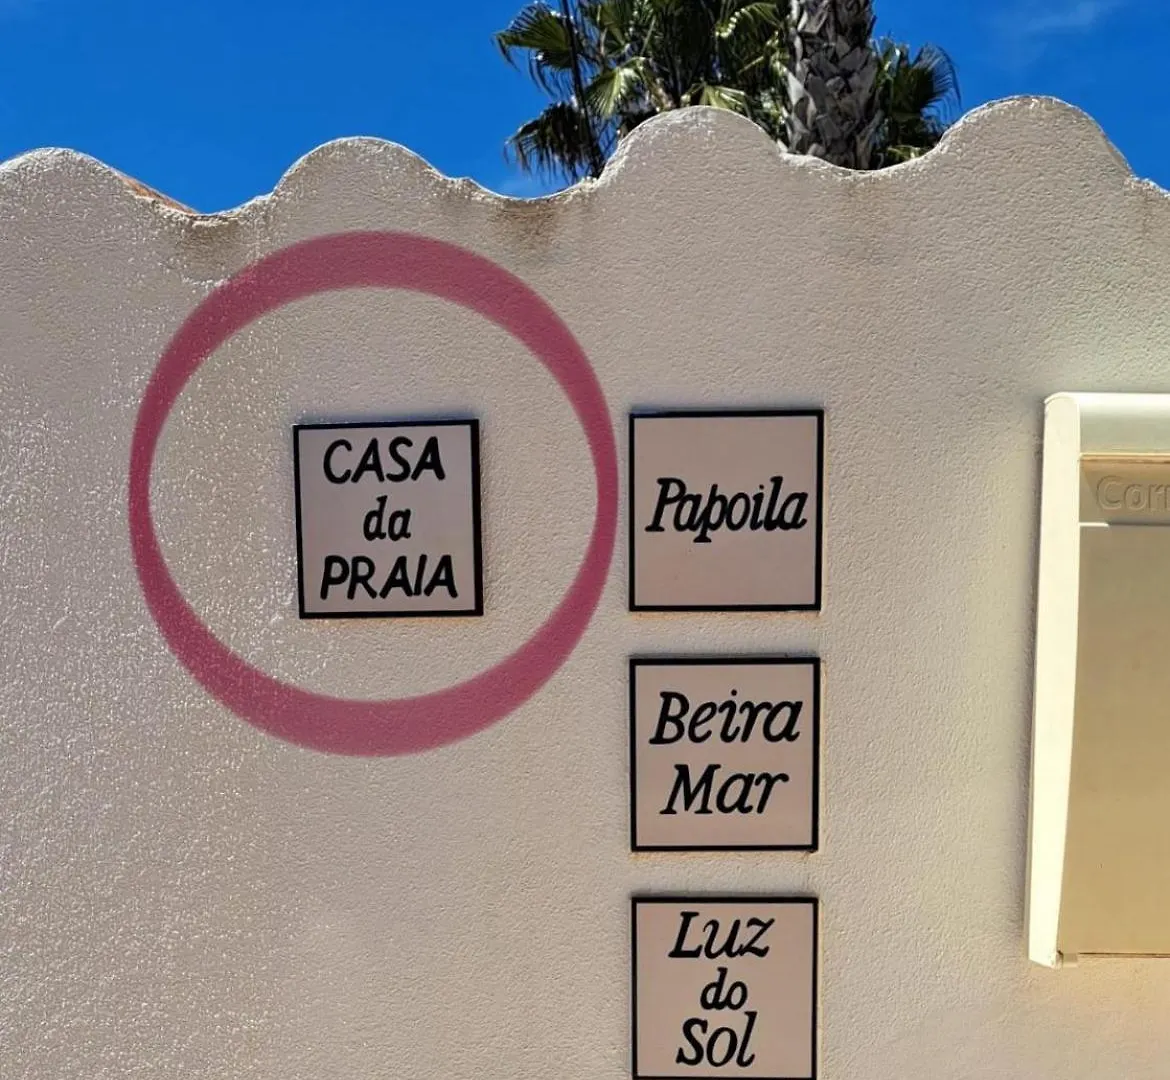 CASA
da
PRAIA
Papoila
Beira
Mar
Luz
do
Sol